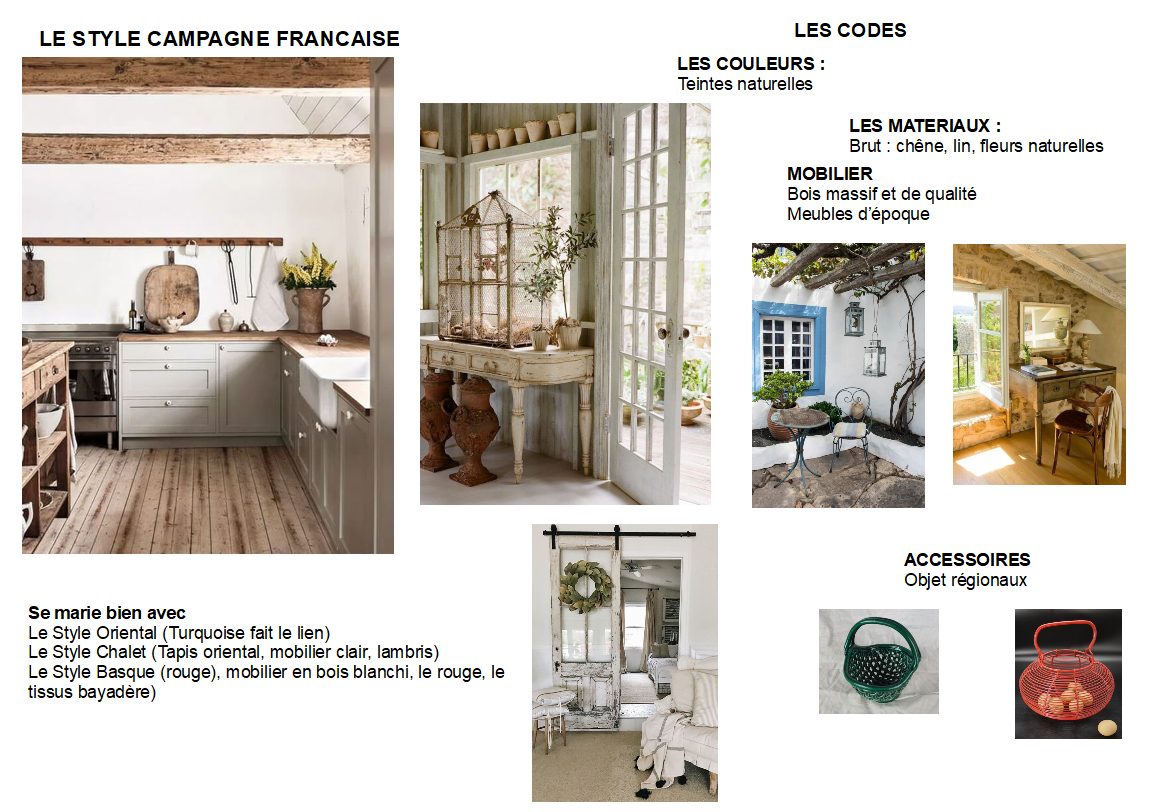 LE STYLE CAMPAGNE FRANCAISE
LES CODES
LES COULEURS :
Teintes naturelles
LES MATERIAUX :
Brut : chêne, lin, fleurs naturelles
MOBILIER
Bois massif et de qualité
Meubles d’époque
ACCESSOIRES
Objet régionaux
Se marie bien avec
Le Style Oriental (Turquoise fait le lien)
Le Style Chalet (Tapis oriental, mobilier clair, lambris)
Le Style Basque (rouge), mobilier en bois blanchi, le rouge, le
tissus bayadère)